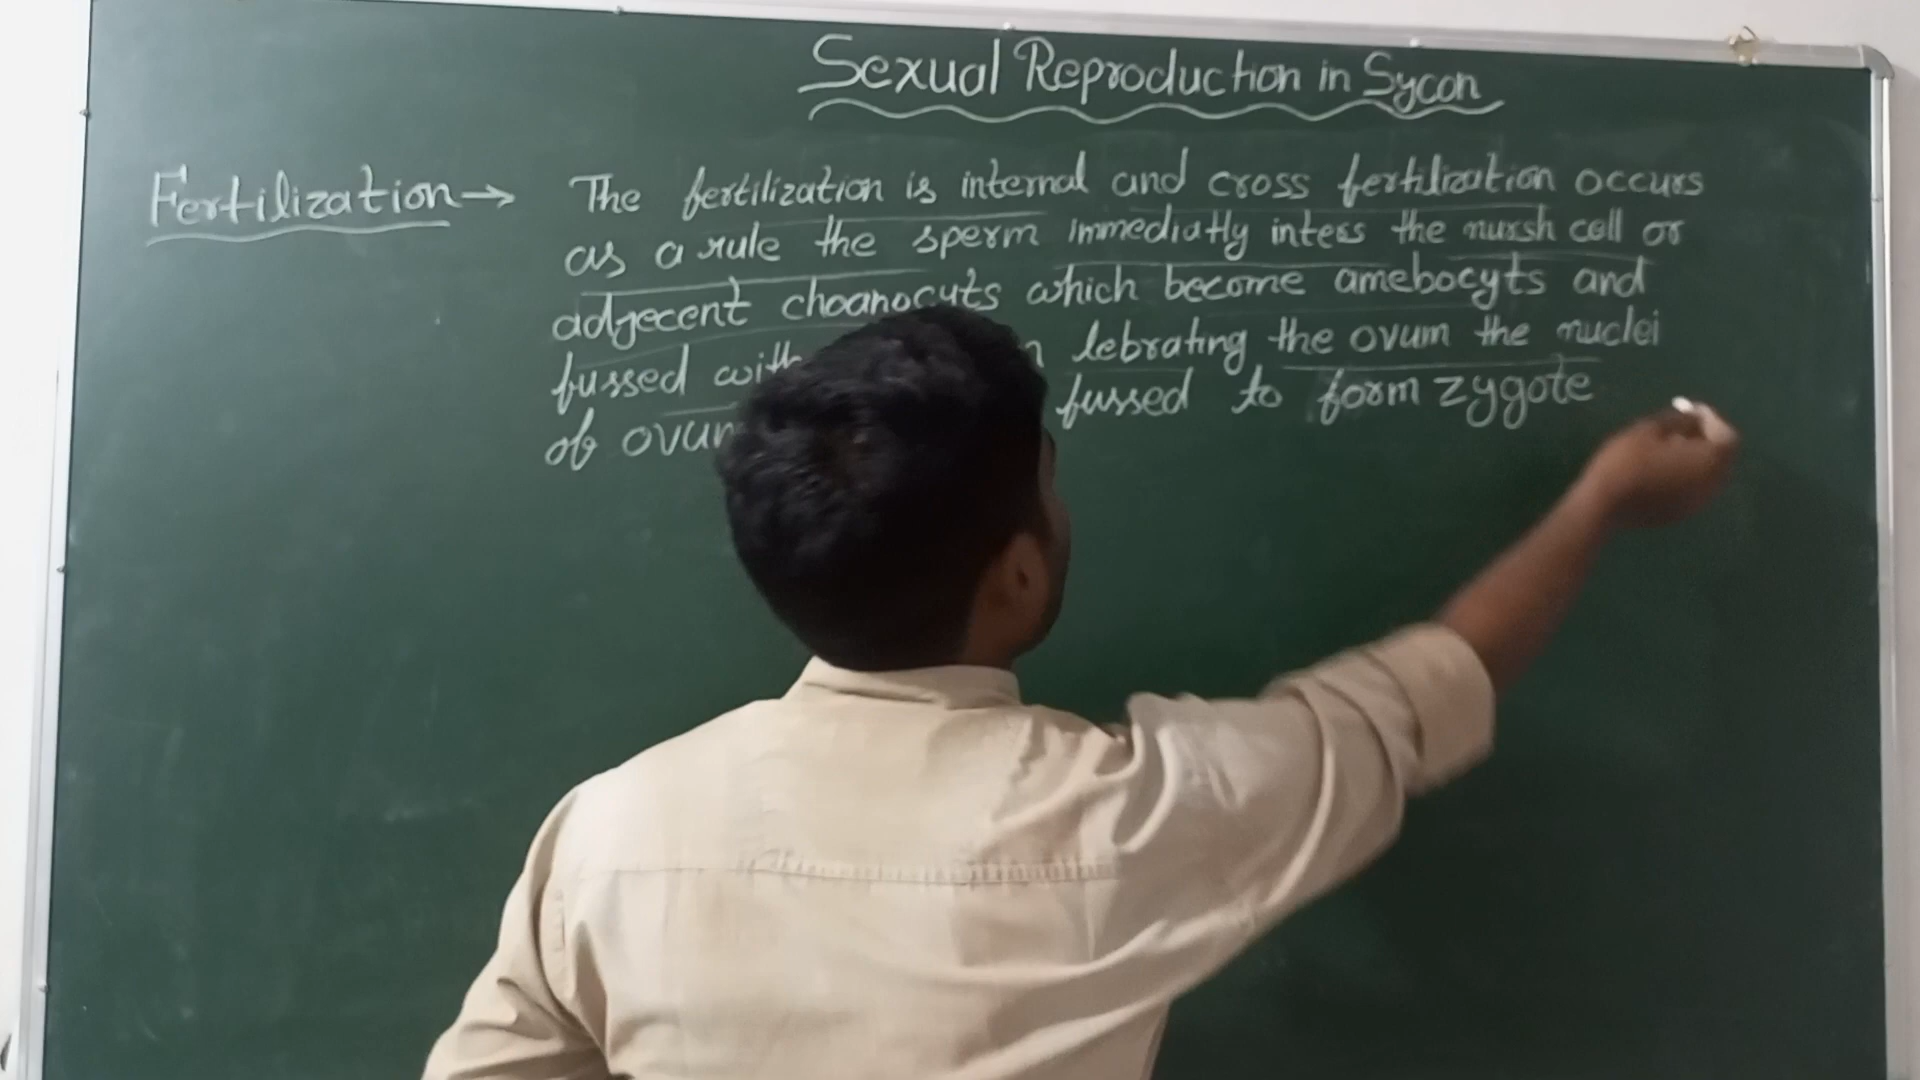 Sexual Reproduction in Sycon
Fertilization → The fertilization is internal and cross fertilization occurs
as a rule the sperm immediatly inters the nursh cell or
adjecent choanocyts which become amebocyts and
fussed with lebrating the ovum the nuclei
of ovum fussed to form zygote